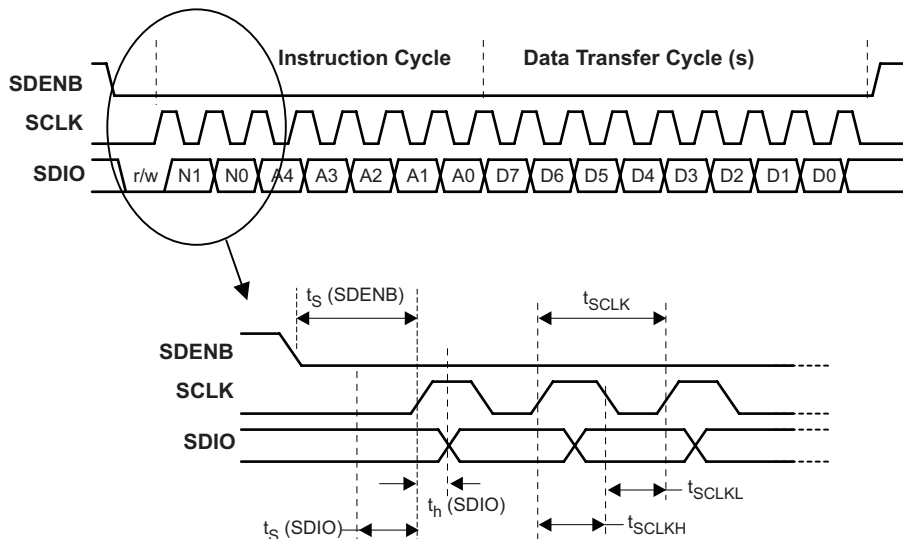 Instruction Cycle Data Transfer Cycle (s)
SDENB
SCLK
SDIO r/w N1 N0 A4 A3 A2 A1 A0 D7 D6 D5 D4 D3 D2 D1 D0
tS (SDENB) tSCLK
SDENB
SCLK
SDIO
th (SDIO) tSCLKL
tS (SDIO) tSCLKH